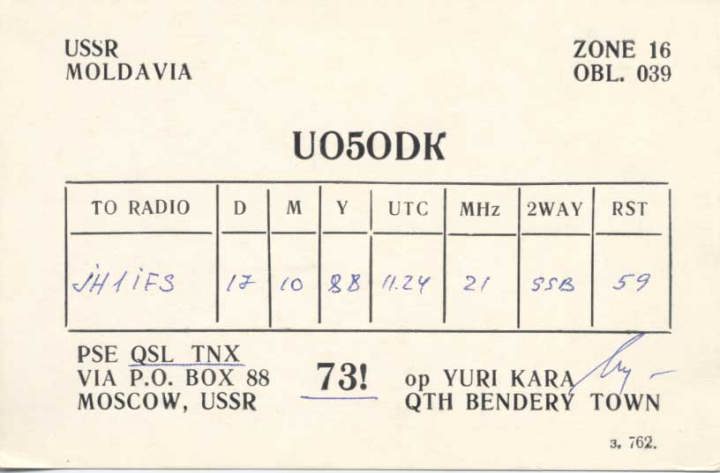 USSR
MOLDAVIA
ZONE 16
OBL. 039
UO5ODK
TO RADIO D M Y UTC MHz 2WAY RST
JH1IFS 17 10 88 11.24 21 SSB 59
PSE QSL TNX
VIA P.O. BOX 88
MOSCOW, USSR
73!
op YURI KARA
QTH BENDERY TOWN
з. 762.